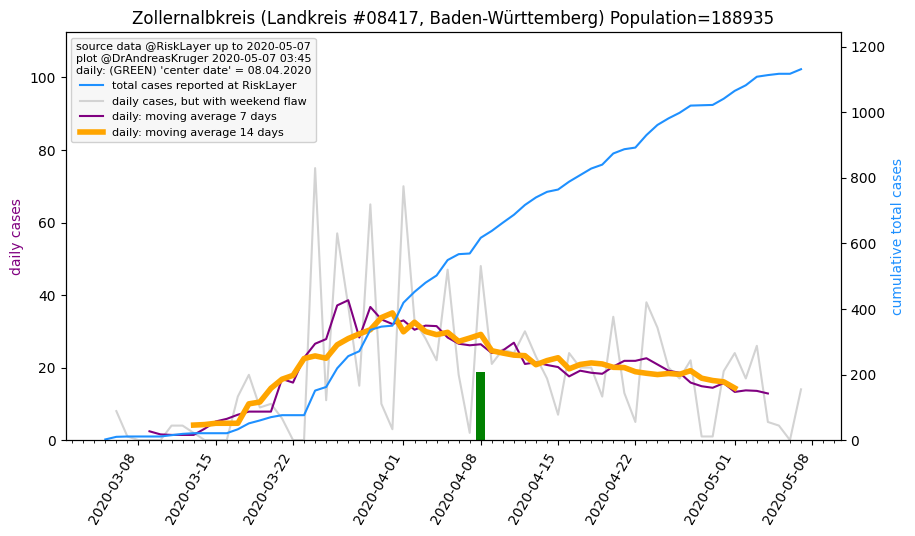 Zollernalbkreis (Landkreis #08417, Baden-Württemberg) Population=188935
source data @RiskLayer up to 2020-05-07
plot @DrAndreasKruger 2020-05-07 03:45
daily: (GREEN) 'center date' = 08.04.2020
total cases reported at RiskLayer
daily cases, but with weekend flaw
daily: moving average 7 days
daily: moving average 14 days
daily cases
100
80
60
40
20
0
cumulative total cases
1200
1000
800
600
400
200
0
2020-03-08
2020-03-15
2020-03-22
2020-04-01
2020-04-08
2020-04-15
2020-04-22
2020-05-01
2020-05-08